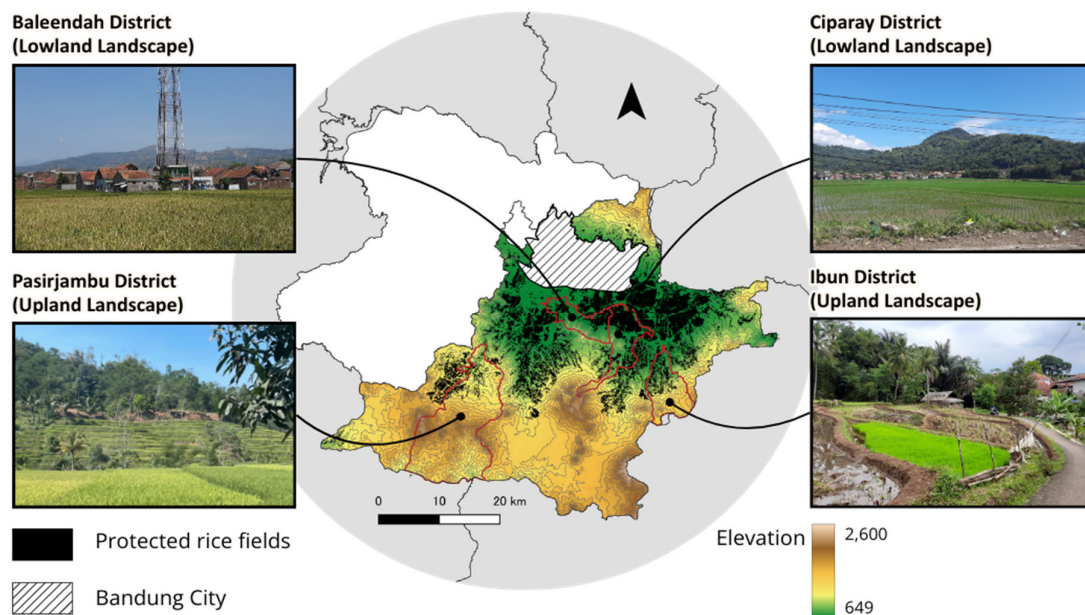 Baleendah District
(Lowland Landscape)
Ciparay District
(Lowland Landscape)
Pasirjambu District
(Upland Landscape)
Ibun District
(Upland Landscape)
0 10 20 km
Protected rice fields
Bandung City
Elevation
2,600
649